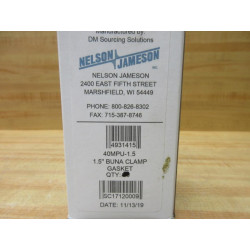 Manufactured by
DM Sourcing Solutions
NELSON
JAMESON
INC.
NELSON JAMESON
2400 EAST FIFTH STREET
MARSHFIELD, WI 54449
PHONE: 800-826-8302
FAX: 715-387-8746
4931415
40MPU-1.5
1.5" BUNA CLAMP
GASKET
QTY:
SC17120009
DATE: 11/13/19